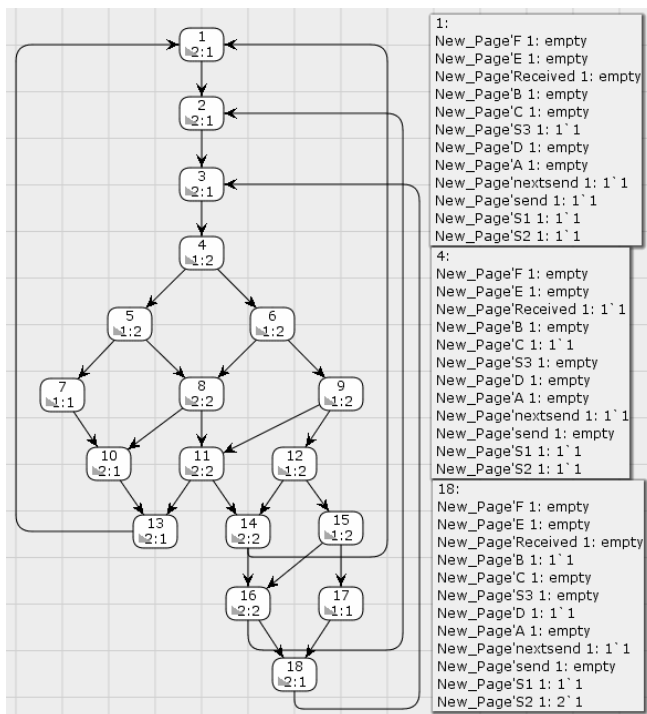 1
2:1
2
2:1
3
2:1
4
1:2
5
1:2
6
1:2
7
1:1
8
2:2
9
1:2
10
2:1
11
2:2
12
1:2
13
2:1
14
2:2
15
1:2
16
2:2
17
1:1
18
2:1
1:
New_Page'F 1: empty
New_Page'E 1: empty
New_Page'Received 1: empty
New_Page'B 1: empty
New_Page'C 1: empty
New_Page'S3 1: 1`1
New_Page'D 1: empty
New_Page'A 1: empty
New_Page'nextsend 1: 1`1
New_Page'send 1: 1`1
New_Page'S1 1: 1`1
New_Page'S2 1: 1`1
4:
New_Page'F 1: empty
New_Page'E 1: empty
New_Page'Received 1: 1`1
New_Page'B 1: empty
New_Page'C 1: 1`1
New_Page'S3 1: empty
New_Page'D 1: empty
New_Page'A 1: empty
New_Page'nextsend 1: 1`1
New_Page'send 1: empty
New_Page'S1 1: 1`1
New_Page'S2 1: 1`1
18:
New_Page'F 1: empty
New_Page'E 1: empty
New_Page'Received 1: empty
New_Page'B 1: 1`1
New_Page'C 1: empty
New_Page'S3 1: empty
New_Page'D 1: 1`1
New_Page'A 1: empty
New_Page'nextsend 1: 1`1
New_Page'send 1: empty
New_Page'S1 1: 1`1
New_Page'S2 1: 2`1